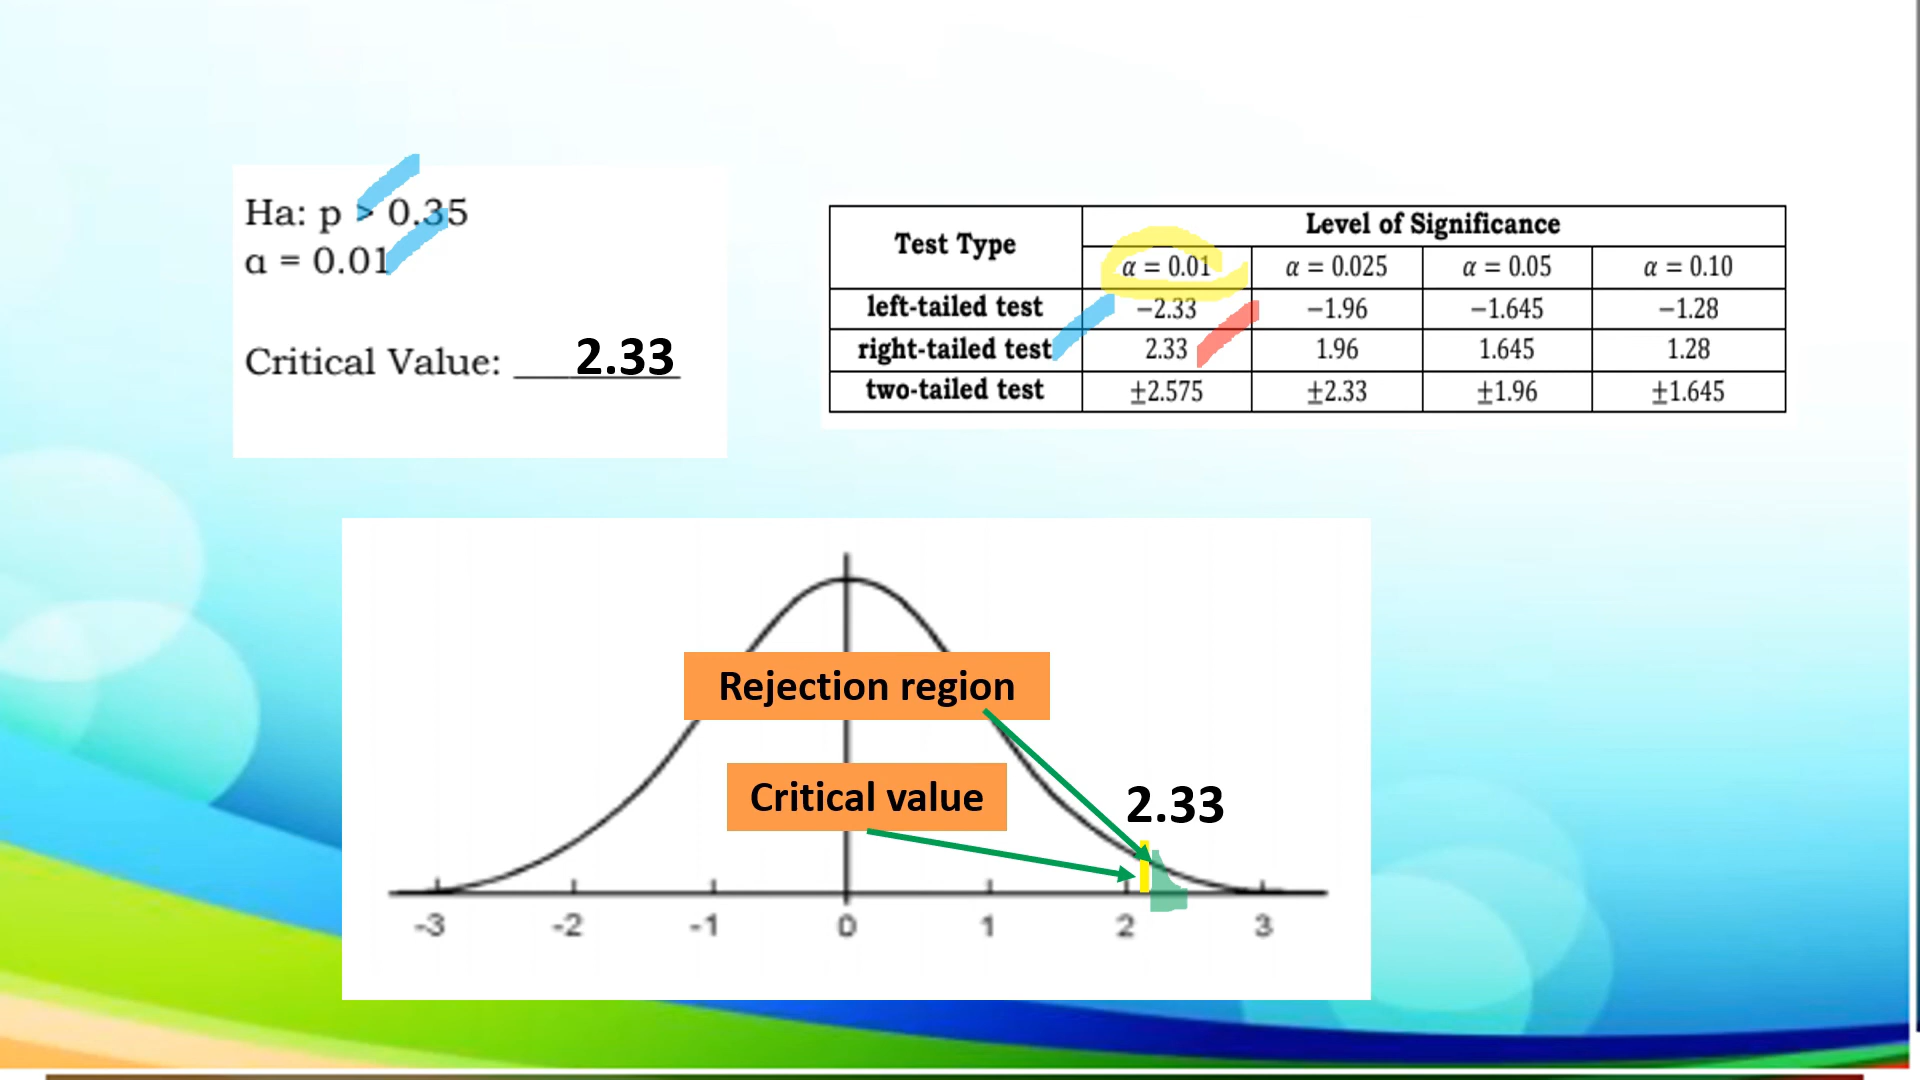 Ha: p > 0.35
α = 0.01
Critical Value: ____2.33
Test Type
Level of Significance
α = 0.01 α = 0.025 α = 0.05 α = 0.10
left-tailed test −2.33 −1.96 −1.645 −1.28
right-tailed test 2.33 1.96 1.645 1.28
two-tailed test ±2.575 ±2.33 ±1.96 ±1.645
Rejection region
Critical value
2.33
-3 -2 -1 0 1 2 3